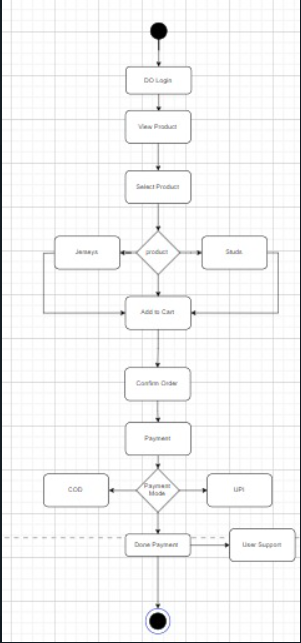 DO Login
View Product
Select Product
Jerseys
product
Studs
Add to Cart
Confirm Order
Payment
COD
Payment
Mode
UPI
Done Payment
User Support